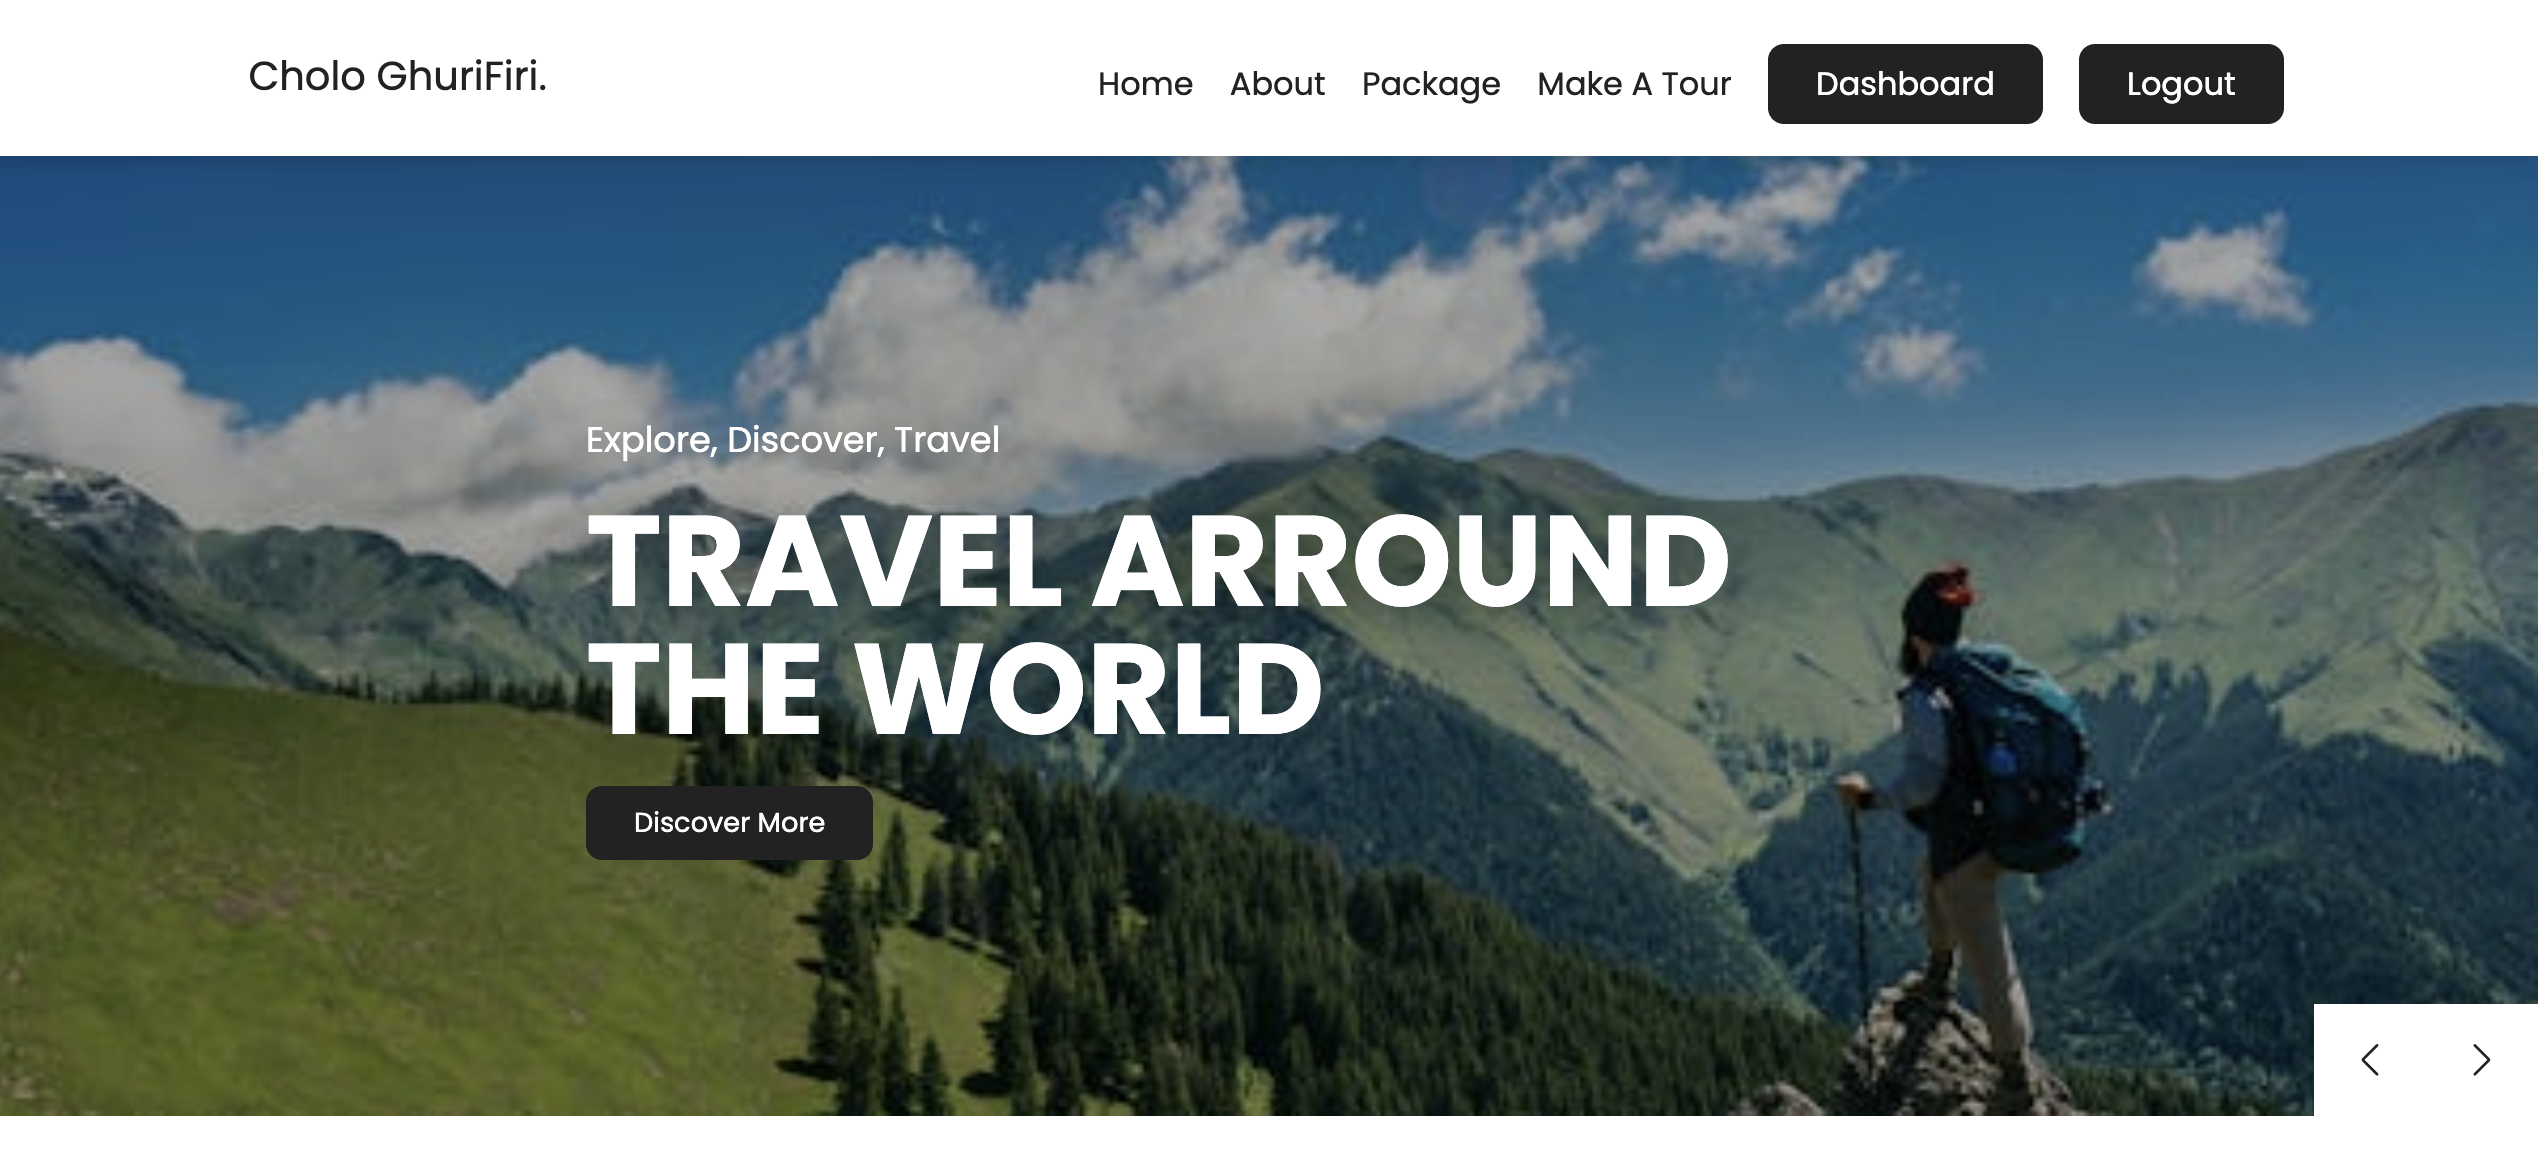 Cholo GhuriFiri.
Home About Package Make A Tour Dashboard Logout
Explore, Discover, Travel
TRAVEL ARROUND
THE WORLD
Discover More